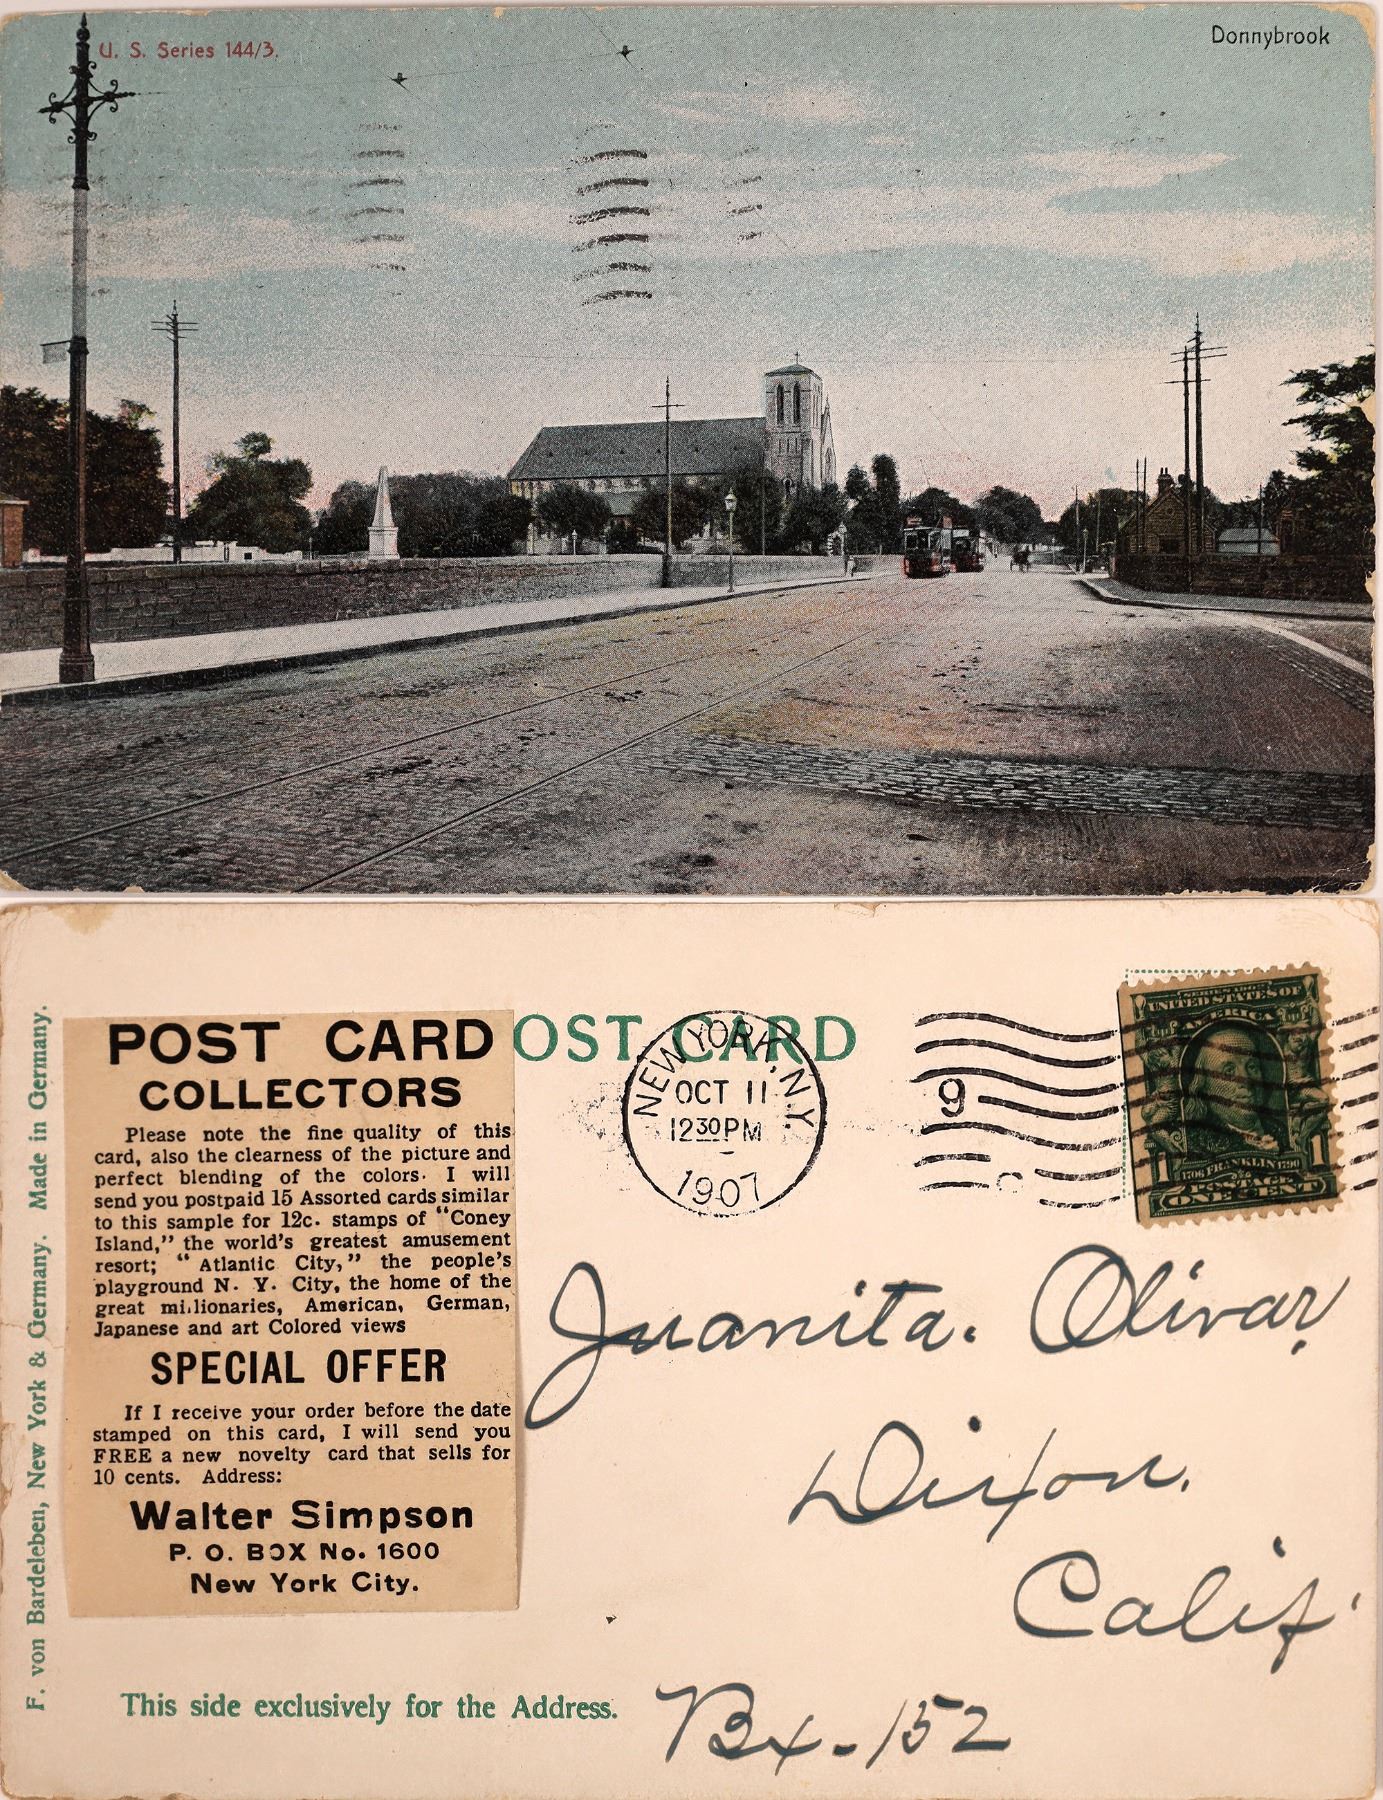 U. S. Series 144/3.
Donnybrook
F. von Bardeleben, New York & Germany. Made in Germany.
OST CARD
POST CARD
COLLECTORS
Please note the fine quality of this
card, also the clearness of the picture and
perfect blending of the colors. I will
send you postpaid 15 Assorted cards similar
to this sample for 12c. stamps of "Coney
Island," the world's greatest amusement
resort; "Atlantic City," the people's
playground N. Y. City, the home of the
great millionaries, American, German,
Japanese and art Colored views
SPECIAL OFFER
If I receive your order before the date
stamped on this card, I will send you
FREE a new novelty card that sells for
10 cents. Address:
Walter Simpson
P. O. BOX No. 1600
New York City.
This side exclusively for the Address.
NEW YORK, N.Y.
OCT 11
1230 PM
1907
9
UNITED STATES OF
AMERICA
1706 FRANKLIN 1790
1 POSTAGE 1
ONE CENT
Juanita. Olivar,
Dixon.
Calif.
Bx. 152